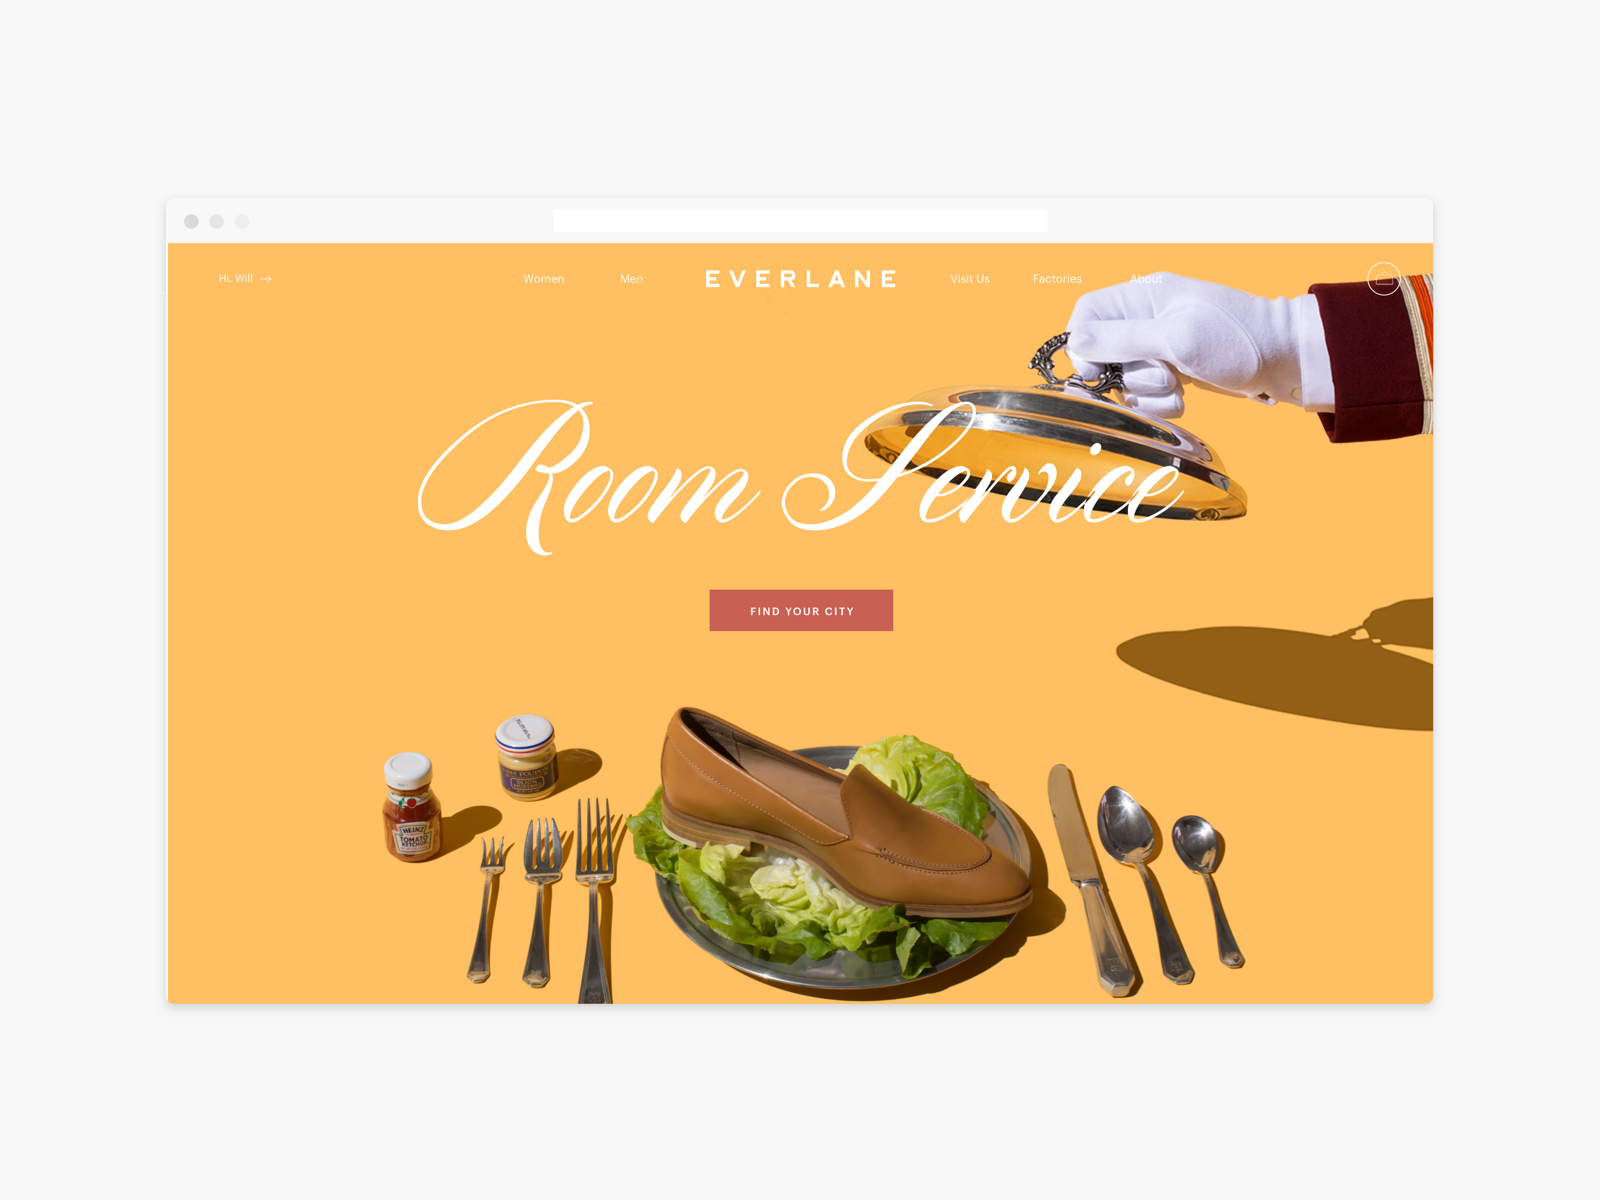 Hi, Will →
Women
Men
EVERLANE
Visit Us
Factories
About
Room Service
FIND YOUR CITY
HEINZ
TOMATO
KETCHUP